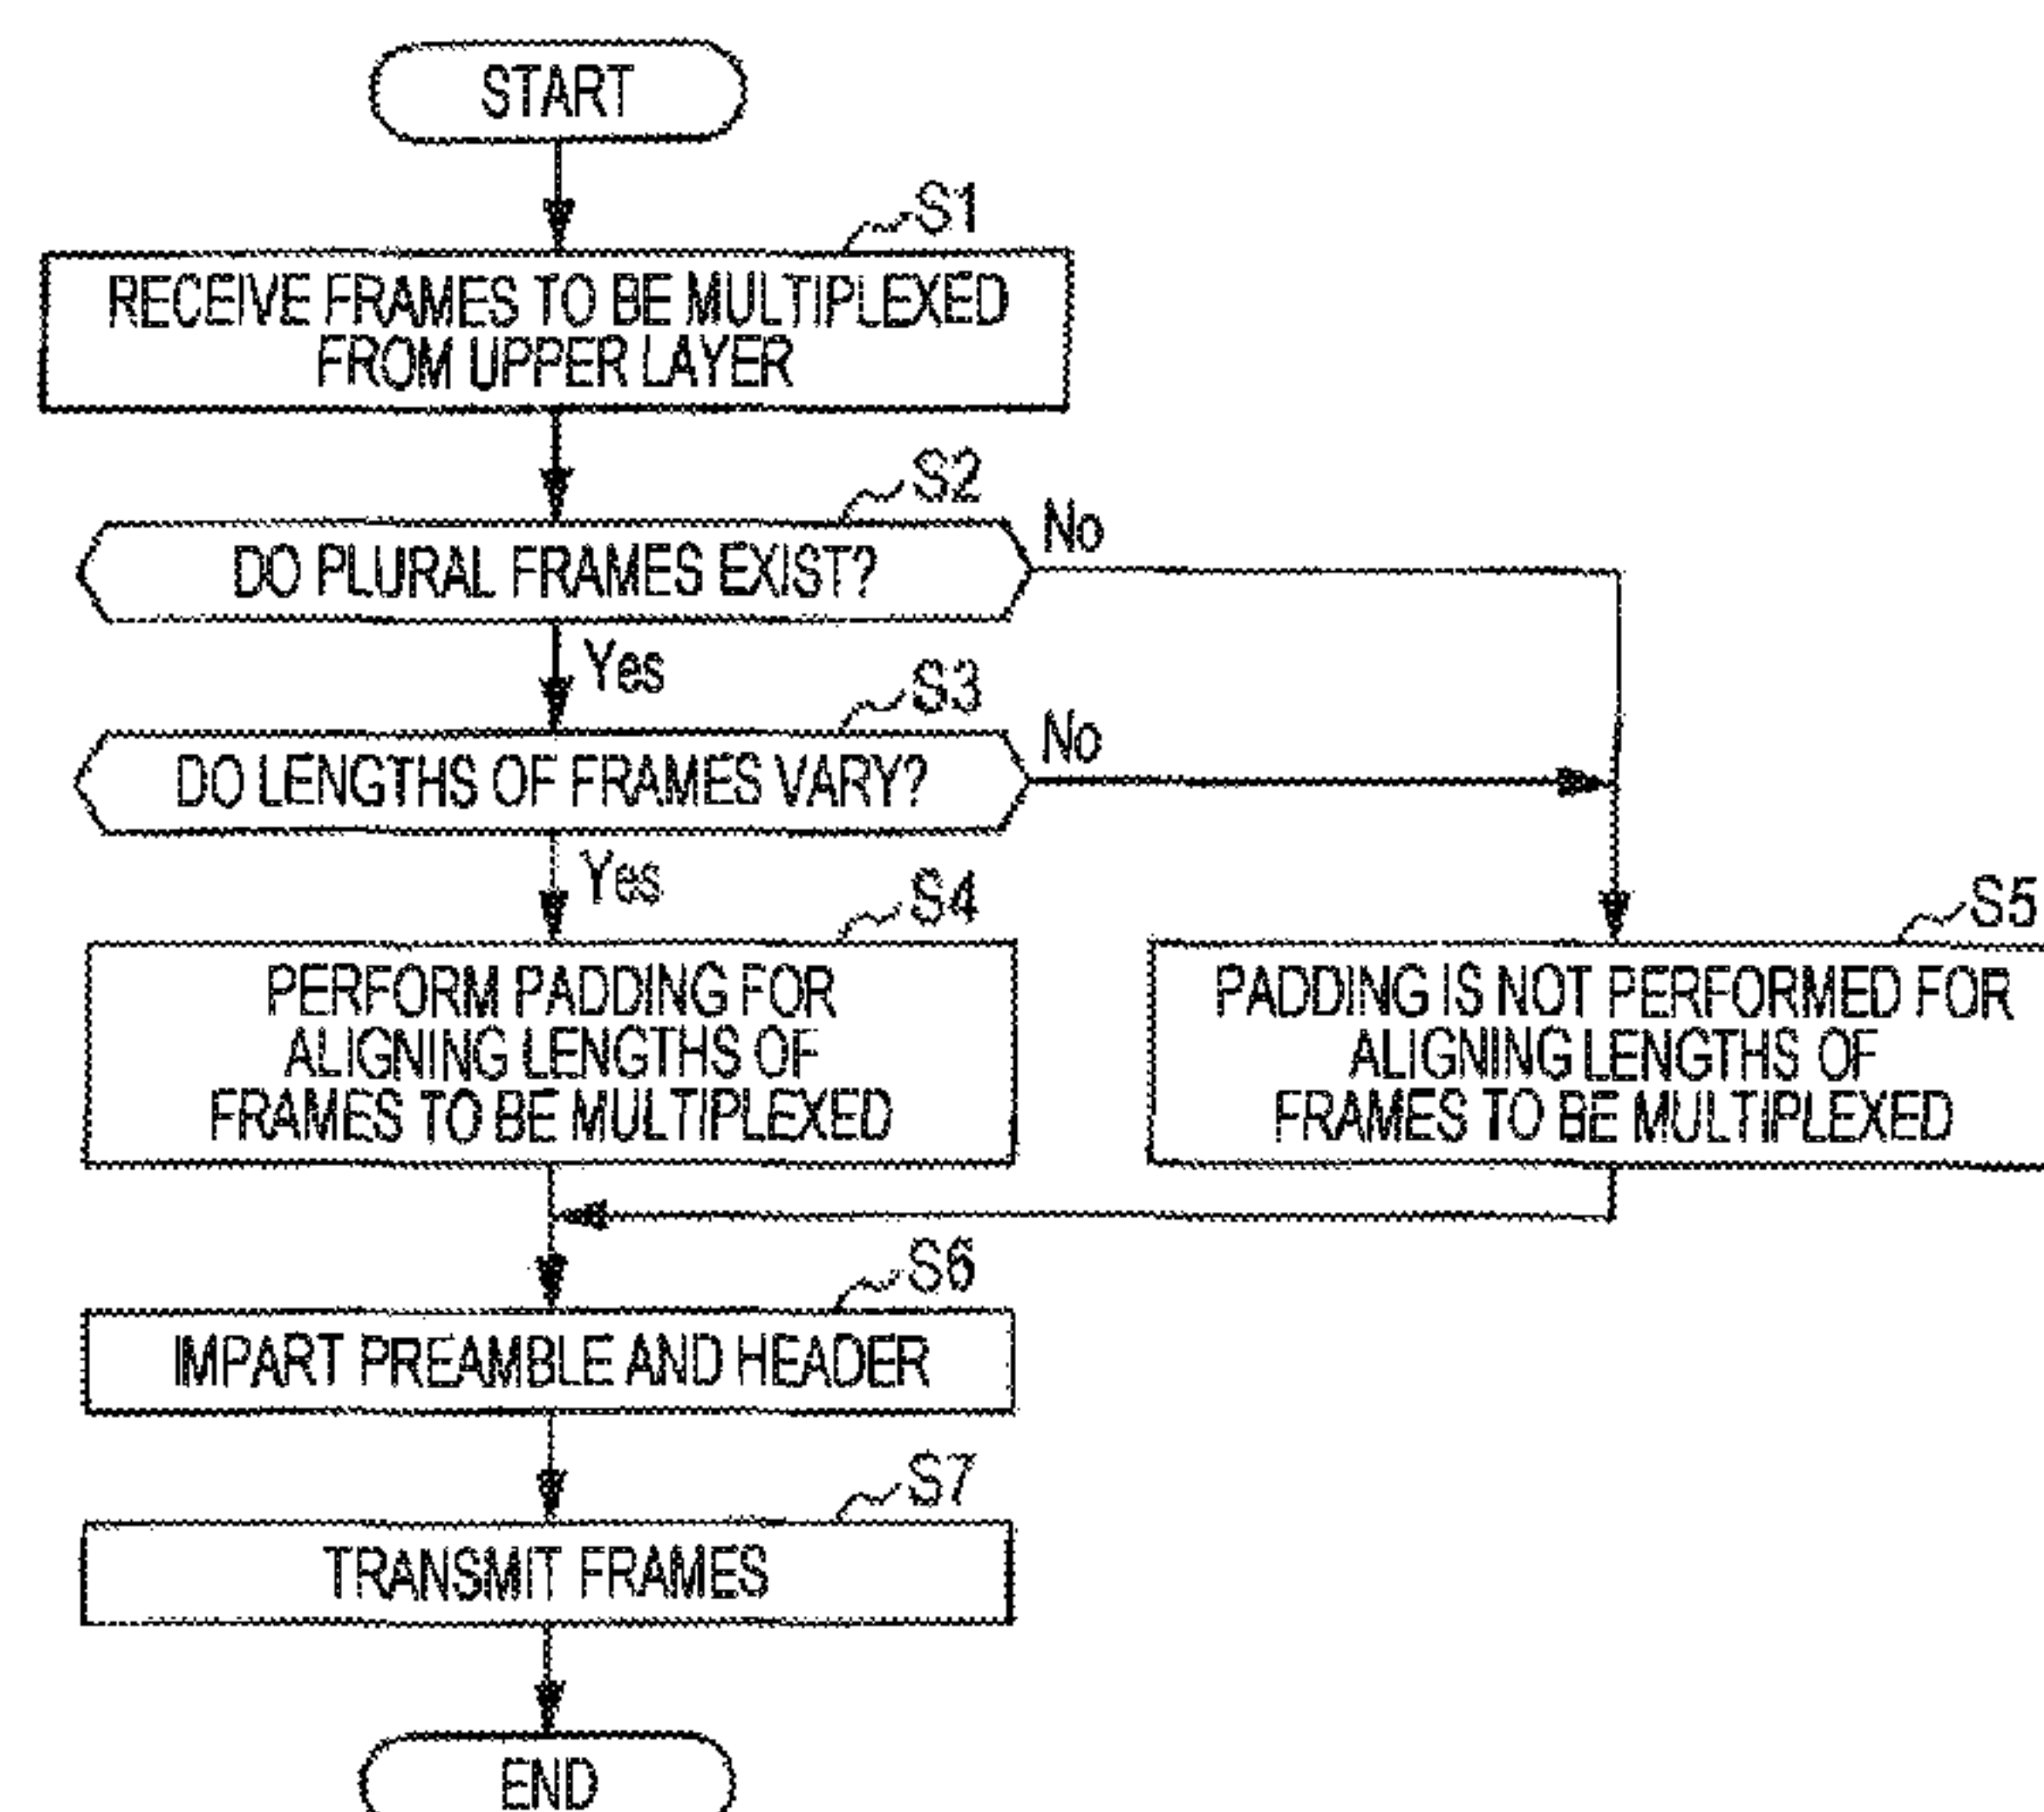 START
S1
RECEIVE FRAMES TO BE MULTIPLEXED
FROM UPPER LAYER
S2
DO PLURAL FRAMES EXIST?
No
Yes
S3
DO LENGTHS OF FRAMES VARY?
No
Yes
S4
PERFORM PADDING FOR
ALIGNING LENGTHS OF
FRAMES TO BE MULTIPLEXED
S5
PADDING IS NOT PERFORMED FOR
ALIGNING LENGTHS OF
FRAMES TO BE MULTIPLEXED
S6
IMPART PREAMBLE AND HEADER
S7
TRANSMIT FRAMES
END